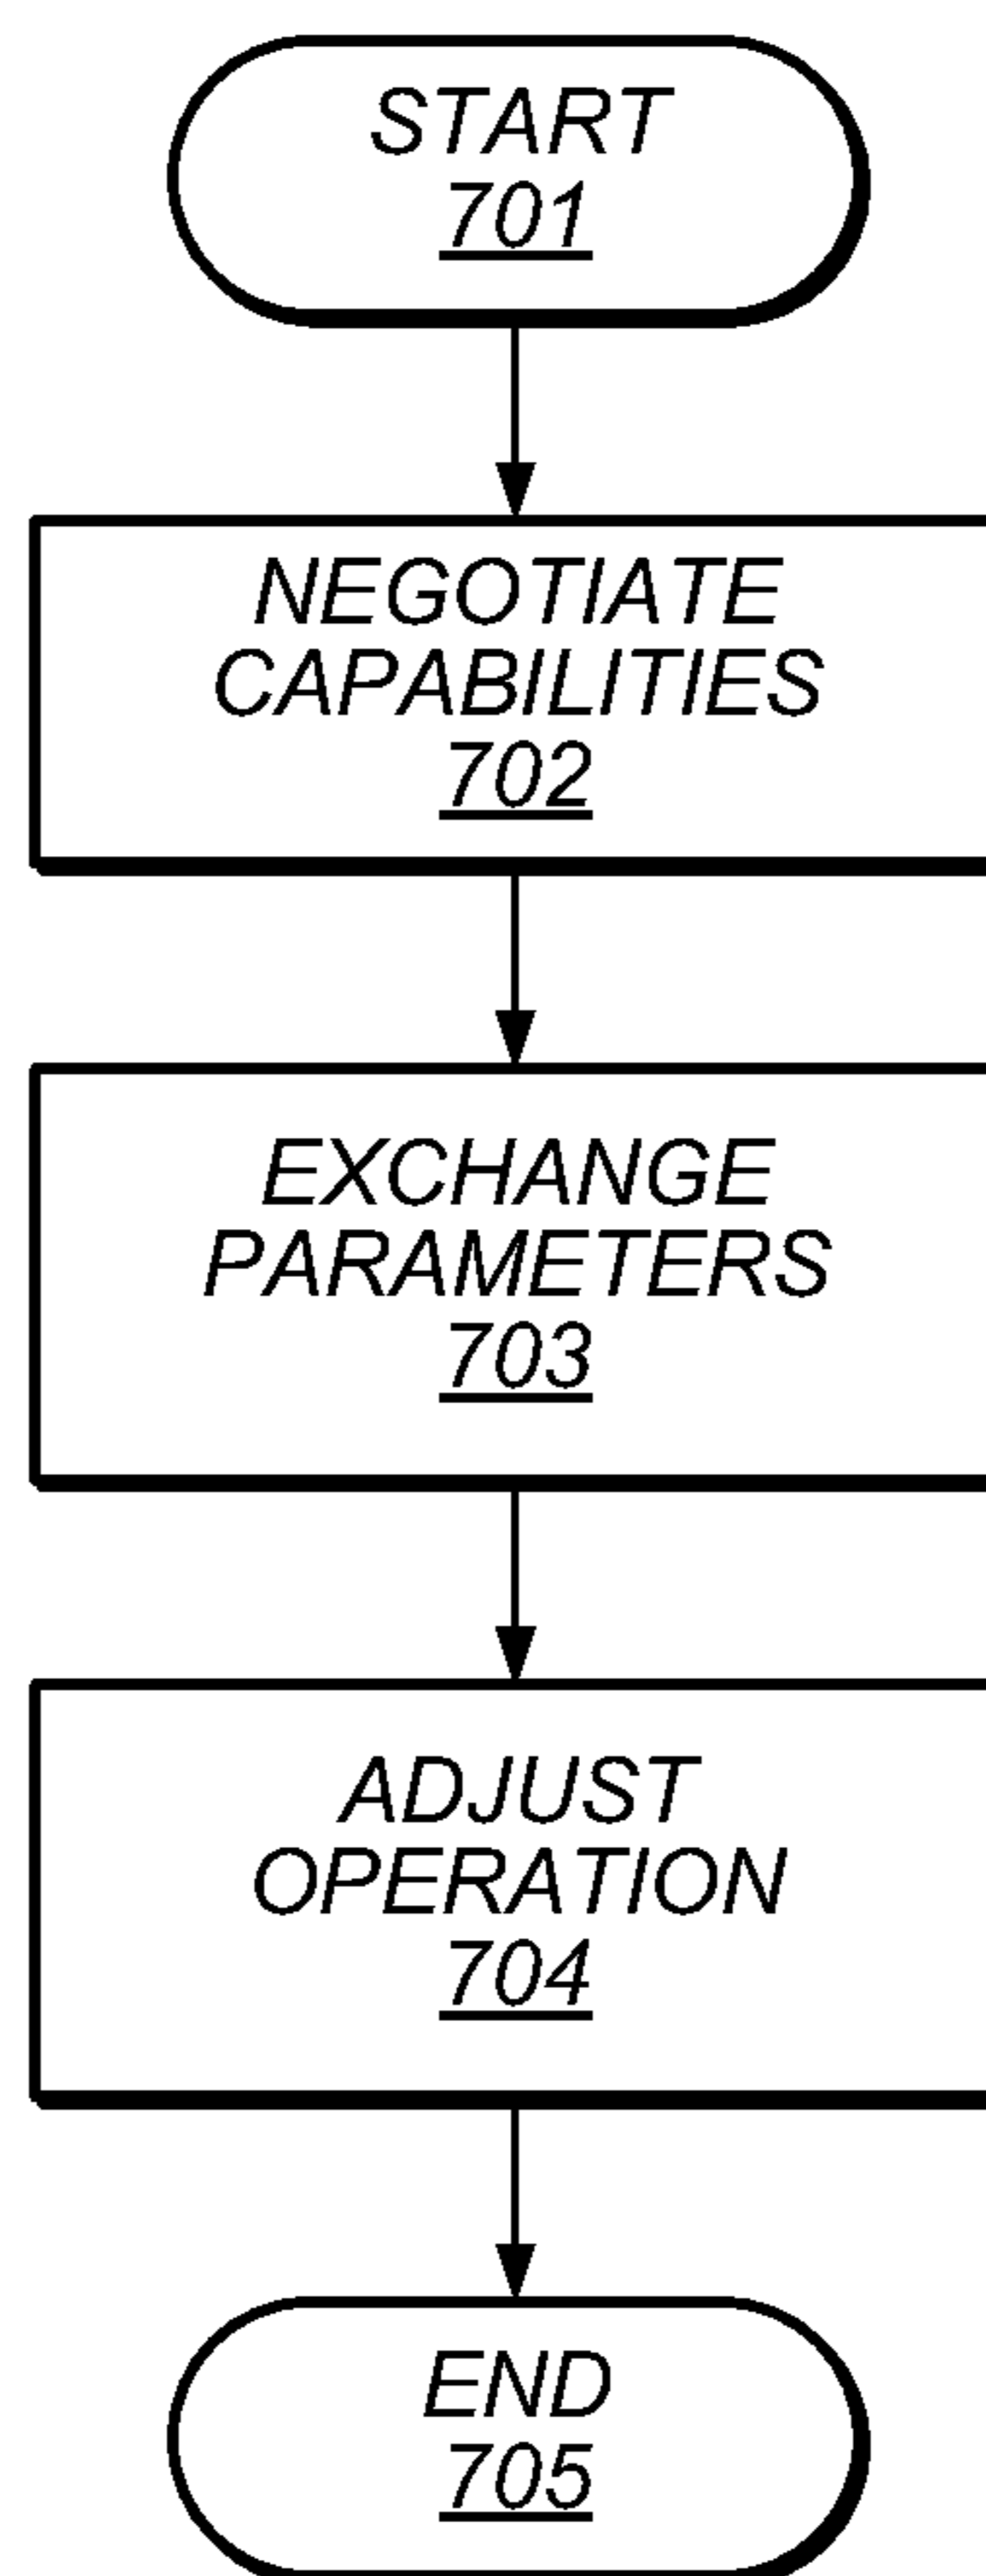 START
701
NEGOTIATE
CAPABILITIES
702
EXCHANGE
PARAMETERS
703
ADJUST
OPERATION
704
END
705